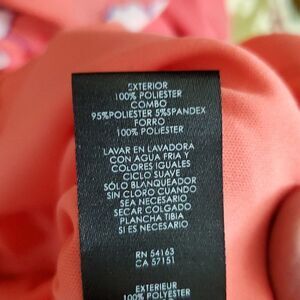 EXTERIOR
100% POLIESTER
COMBO
95%POLIESTER 5%SPANDEX
FORRO
100% POLIESTER
LAVAR EN LAVADORA
CON AGUA FRIA Y
COLORES IGUALES
CICLO SUAVE
SÓLO BLANQUEADOR
SIN CLORO CUANDO
SEA NECESARIO
SECAR COLGADO
PLANCHA TIBIA
SI ES NECESARIO
RN 54163
CA 57151
EXTERIEUR
100% POLYESTER